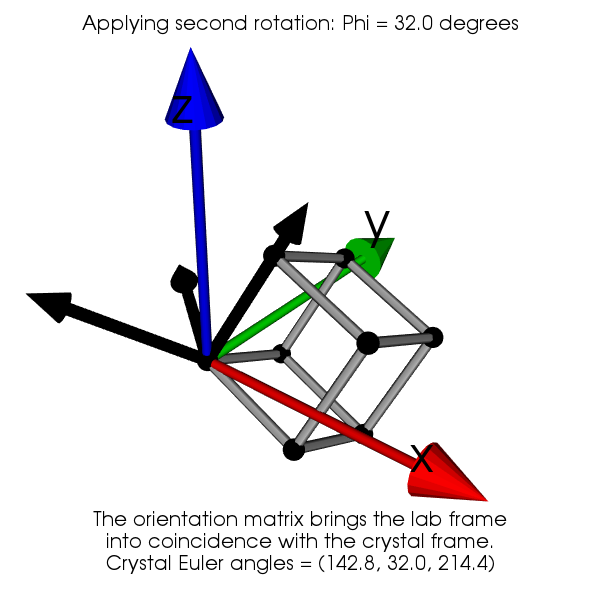 Applying second rotation: Phi = 32.0 degrees
Z
y
X
The orientation matrix brings the lab frame
into coincidence with the crystal frame.
Crystal Euler angles = (142.8, 32.0, 214.4)